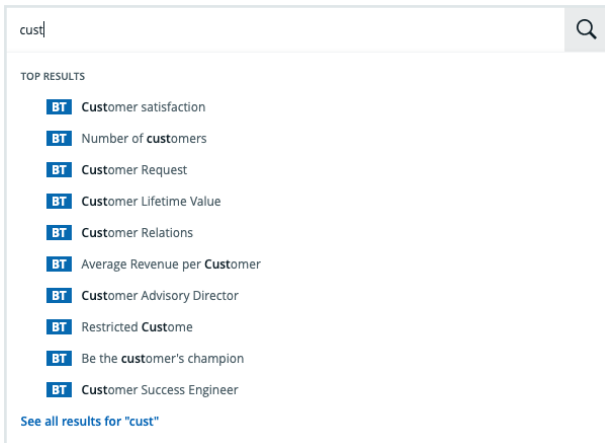 cust
TOP RESULTS
BT Customer satisfaction
BT Number of customers
BT Customer Request
BT Customer Lifetime Value
BT Customer Relations
BT Average Revenue per Customer
BT Customer Advisory Director
BT Restricted Custome
BT Be the customer's champion
BT Customer Success Engineer
See all results for "cust"